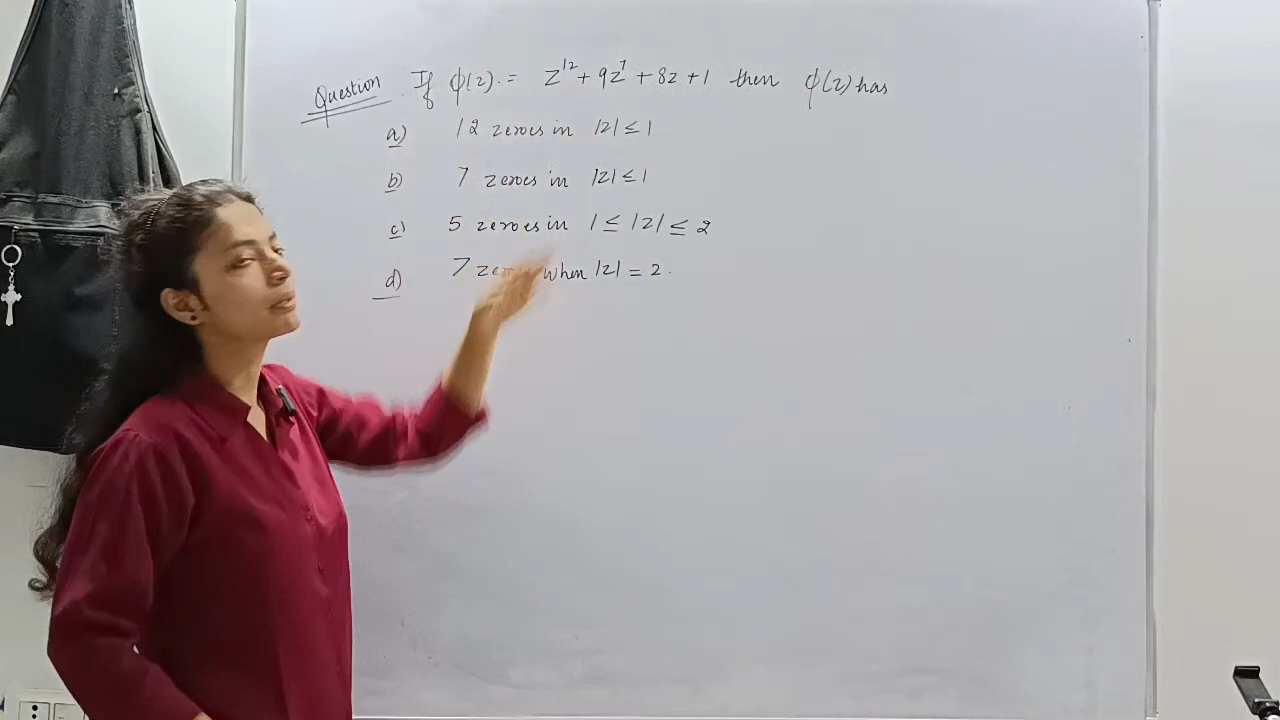 Question If ϕ(z) = z¹² + 9z⁷ + 8z + 1 then ϕ(z) has
a) 12 zeroes in |z| ≤ 1
b) 7 zeroes in |z| ≤ 1
c) 5 zeroes in 1 ≤ |z| ≤ 2
d) 7 when |z| = 2.